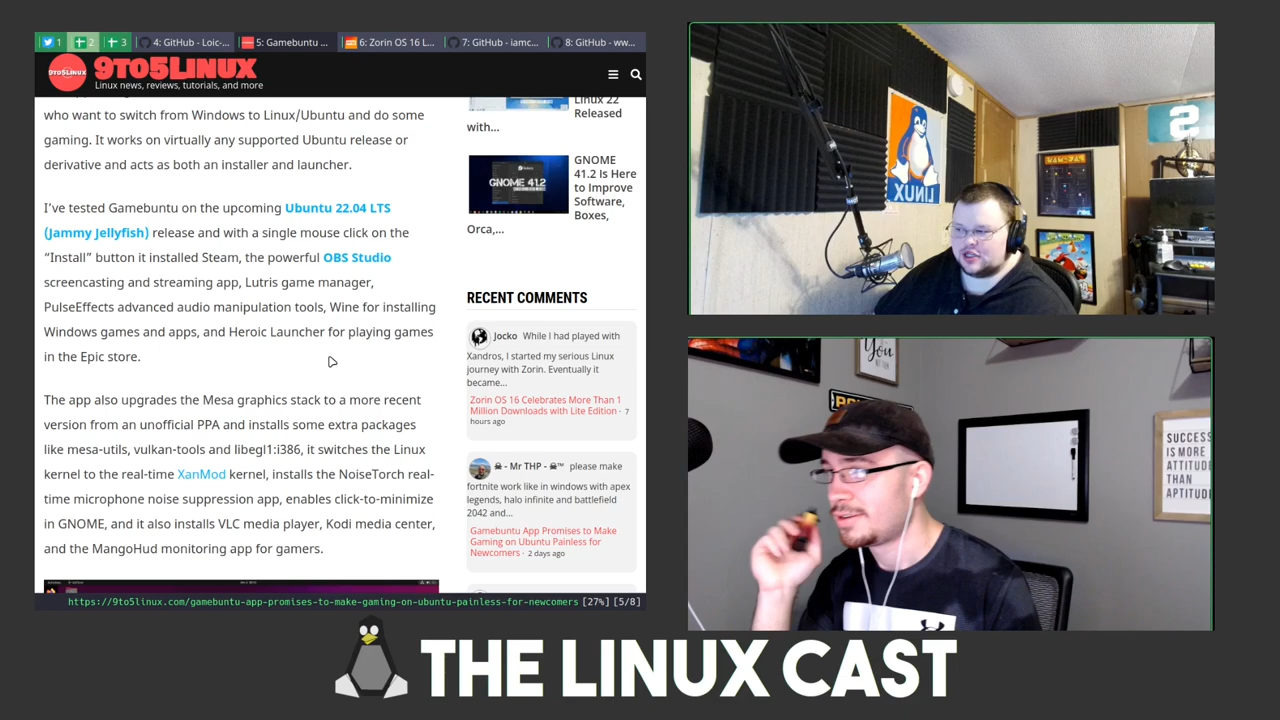 1
2
3
4: GitHub - Loic-...
5: Gamebuntu ...
6: Zorin OS 16 L...
7: GitHub - iamc...
8: GitHub - ww...
9TO5LINUX
9TO5LINUX
Linux news, reviews, tutorials, and more
who want to switch from Windows to Linux/Ubuntu and do some
gaming. It works on virtually any supported Ubuntu release or
derivative and acts as both an installer and launcher.
I've tested Gamebuntu on the upcoming Ubuntu 22.04 LTS
(Jammy Jellyfish) release and with a single mouse click on the
“Install” button it installed Steam, the powerful OBS Studio
screencasting and streaming app, Lutris game manager,
PulseEffects advanced audio manipulation tools, Wine for installing
Windows games and apps, and Heroic Launcher for playing games
in the Epic store.
The app also upgrades the Mesa graphics stack to a more recent
version from an unofficial PPA and installs some extra packages
like mesa-utils, vulkan-tools and libegl1:i386, it switches the Linux
kernel to the real-time XanMod kernel, installs the NoiseTorch real-
time microphone noise suppression app, enables click-to-minimize
in GNOME, and it also installs VLC media player, Kodi media center,
and the MangoHud monitoring app for gamers.
Linux 22
Released
with...
GNOME 41.2
GNOME
41.2 Is Here
to Improve
Software,
Boxes,
Orca,...
RECENT COMMENTS
Jocko While I had played with
Xandros, I started my serious Linux
journey with Zorin. Eventually it
became...
Zorin OS 16 Celebrates More Than 1
Million Downloads with Lite Edition · 7
hours ago
☠ - Mr THP - ☠™ please make
fortnite work like in windows with apex
legends, halo infinite and battlefield
2042 and...
Gamebuntu App Promises to Make
Gaming on Ubuntu Painless for
Newcomers · 2 days ago
https://9to5linux.com/gamebuntu-app-promises-to-make-gaming-on-ubuntu-painless-for-newcomers [27%] [5/8]
LINUX
You
SUCCESS
IS MORE
ATTITUDE
THAN
APTITUDE
THE LINUX CAST